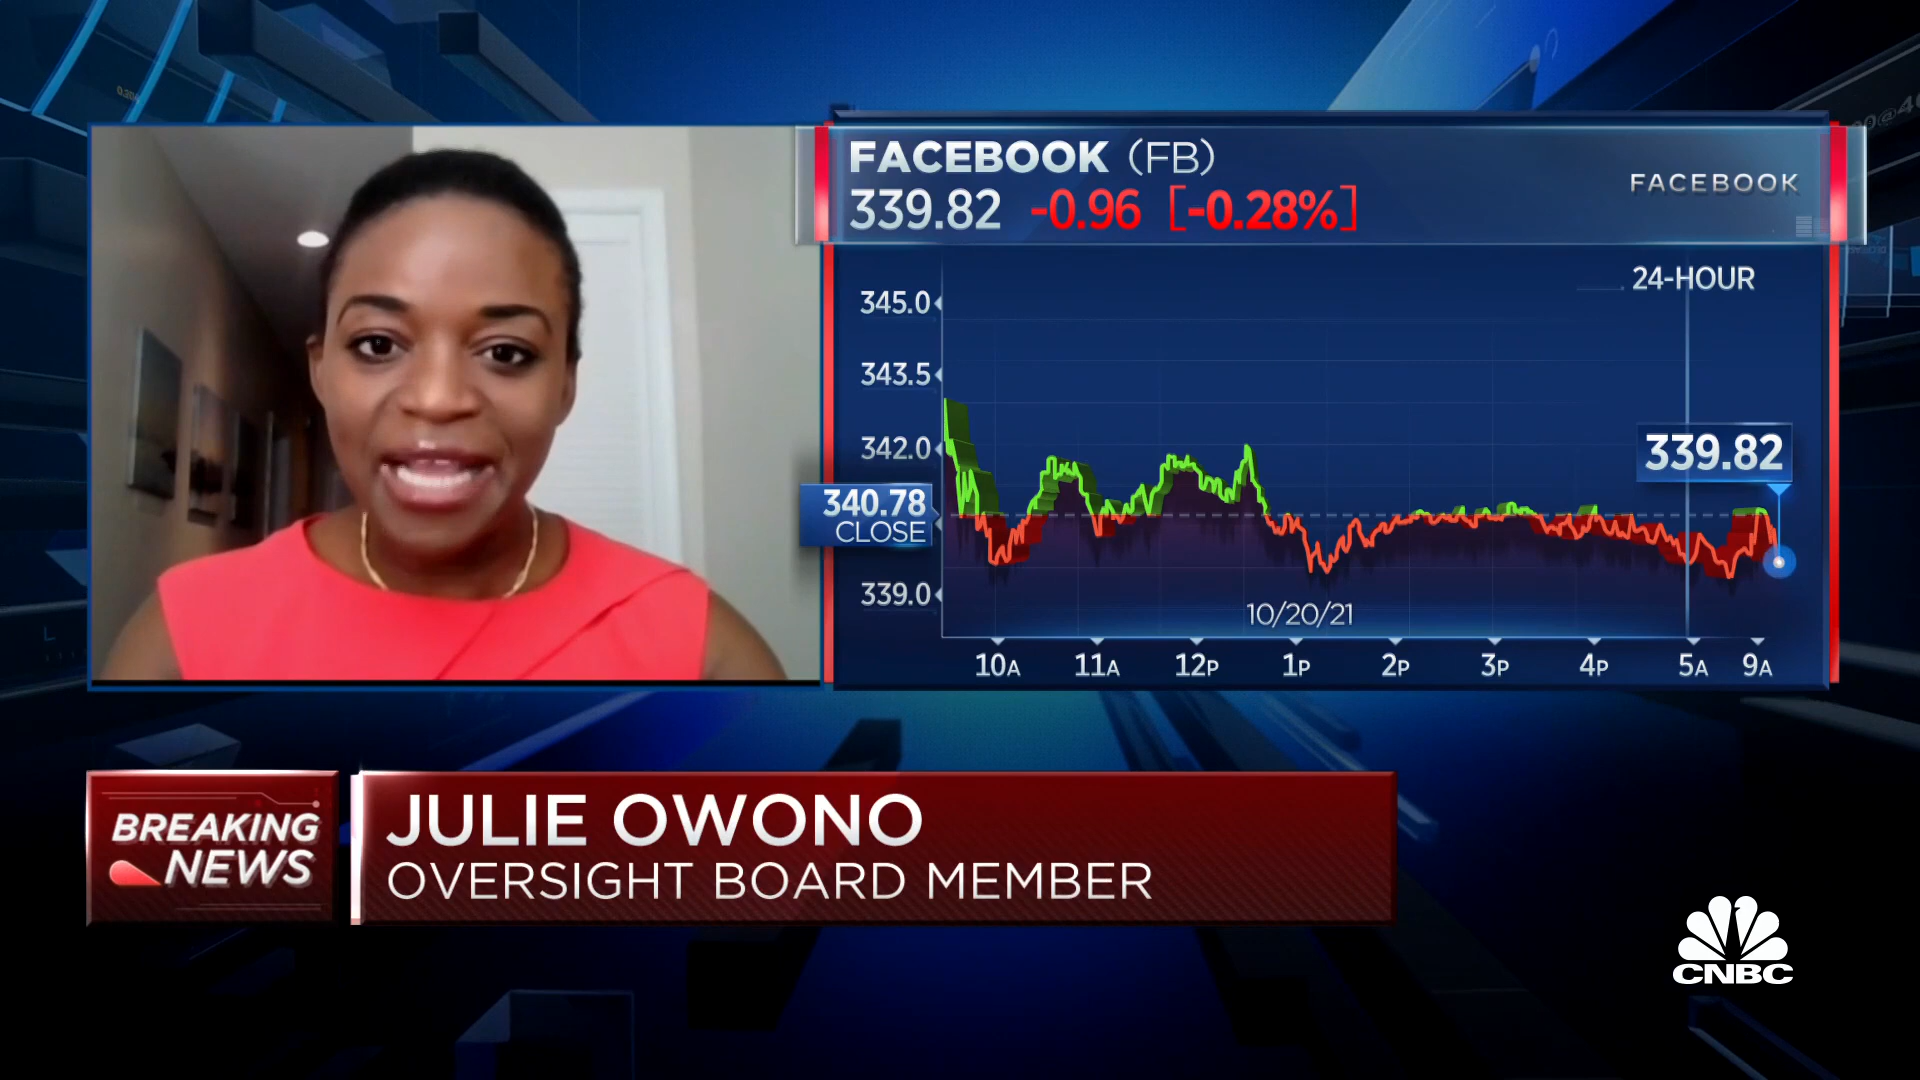 FACEBOOK (FB)
339.82 -0.96 [-0.28%]
FACEBOOK
24-HOUR
345.0
343.5
342.0
340.78
CLOSE
339.0
339.82
10/20/21
10A 11A 12P 1P 2P 3P 4P 5A 9A
BREAKING
NEWS
JULIE OWONO
OVERSIGHT BOARD MEMBER
CNBC